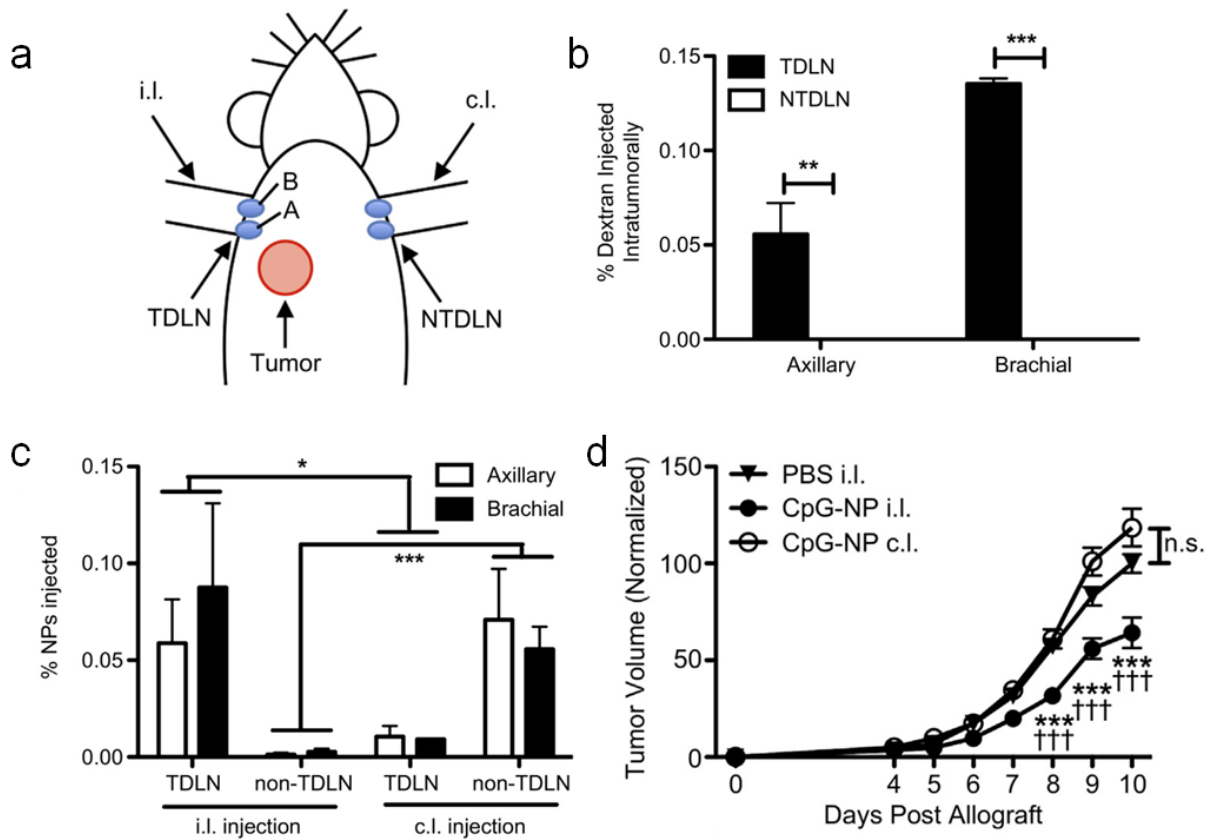 a
i.l.
c.l.
B
A
TDLN
NTDLN
Tumor
b
% Dextran Injected
Intratumnorally
0.15
0.10
0.05
0.00
TDLN
NTDLN
**
***
Axillary
Brachial
c
% NPs injected
0.15
0.10
0.05
0.00
*
***
Axillary
Brachial
TDLN
non-TDLN
TDLN
non-TDLN
i.l. injection
c.l. injection
d
Tumor Volume (Normalized)
150
100
50
0
PBS i.l.
CpG-NP i.l.
CpG-NP c.l.
n.s.
***
†††
***
†††
***
†††
0 4 5 6 7 8 9 10
Days Post Allograft